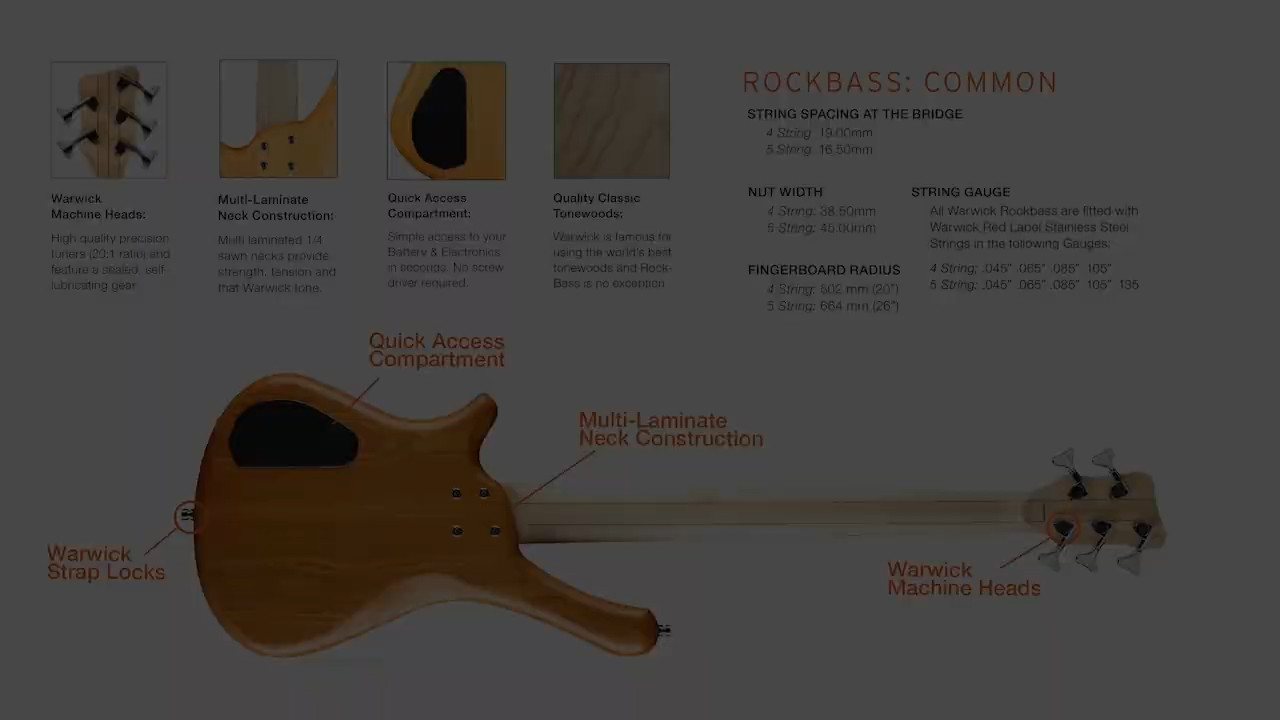 Warwick
Machine Heads:
High quality precision
tuners (20:1 ratio) and
feature a sealed, self
lubricating gear
Multi-Laminate
Neck Construction:
Multi laminated 1/4
sawn necks provide
strength, tension and
that Warwick tone.
Quick Access
Compartment:
Simple access to your
Battery & Electronics
in seconds. No screw
driver required.
Quality Classic
Tonewoods:
Warwick is famous for
using the world's best
tonewoods and Rock-
Bass is no exception
ROCKBASS: COMMON
STRING SPACING AT THE BRIDGE
4 String: 19.00mm
5 String: 16.50mm
NUT WIDTH
4 String: 38.50mm
5 String: 45.00mm
FINGERBOARD RADIUS
4 String: 502 mm (20")
5 String: 664 mm (26")
STRING GAUGE
All Warwick Rockbass are fitted with
Warwick Red Label Stainless Steel
Strings in the following Gauges:
4 String: .045" .065" .085" .105"
5 String: .045" .065" .085" .105" .135
Quick Access
Compartment
Multi-Laminate
Neck Construction
Warwick
Strap Locks
Warwick
Machine Heads